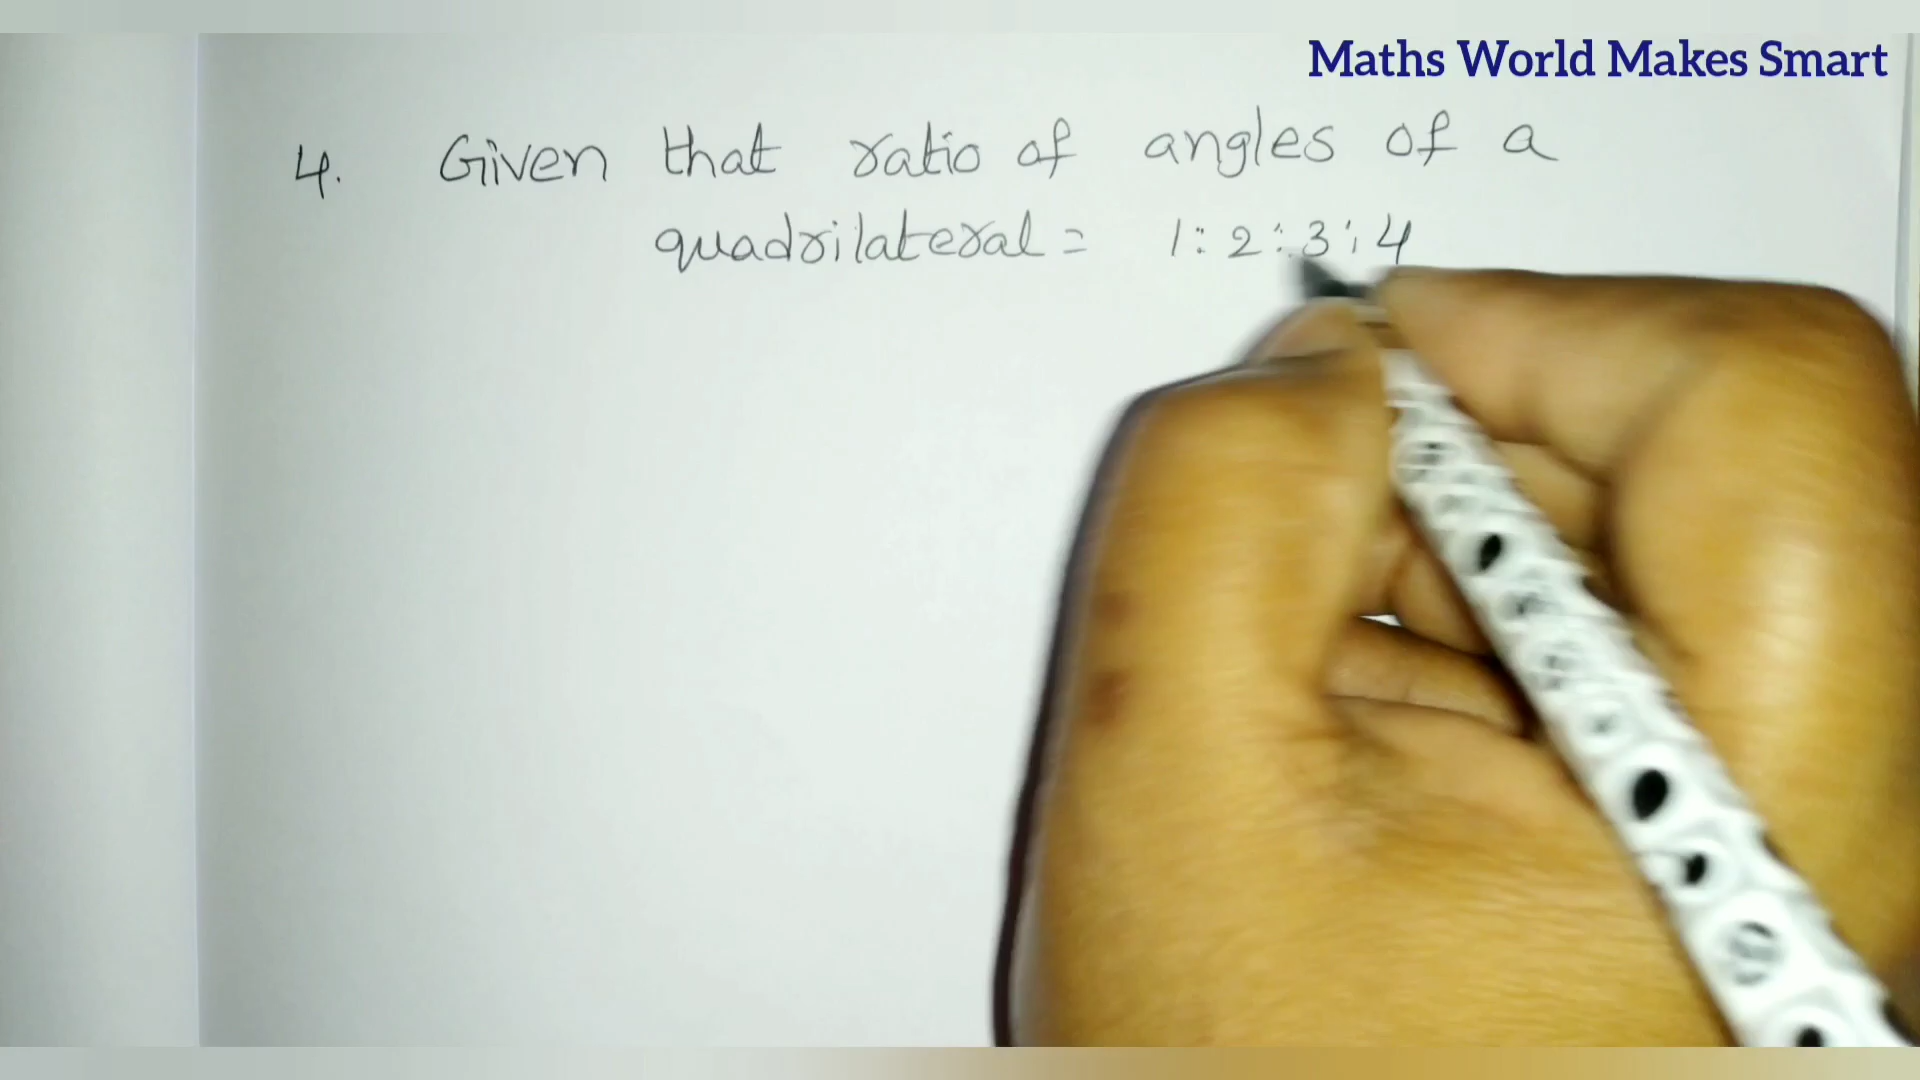 Maths World Makes Smart
4. Given that ratio of angles of a
quadrilateral = 1:2:3:4